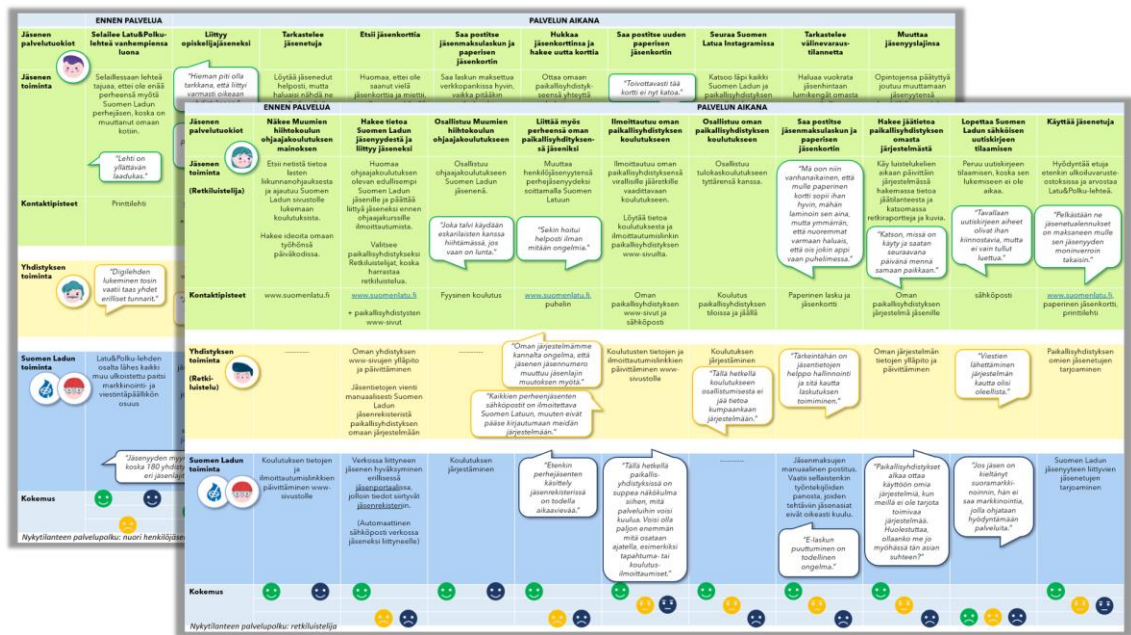 ENNEN PALVELUA
PALVELUN AIKANA
Jäsenen
palvelutuokiot
Selailee Latu&Polku-
lehteä vanhempiensa
luona
Liittyy
opiskelijajäseneksi
Tarkastelee
jäsenetuja
Etsii jäsenkorttia
Saa postitse
jäsenmaksulaskun ja
paperisen
jäsenkortin
Hukkaa
jäsenkorttinsa ja
hakee uutta korttia
Saa postitse uuden
paperisen
jäsenkortin
Seuraa Suomen
Latua Instagramissa
Tarkastelee
välinevaraus-
tilannetta
Muuttaa
jäsenyyslajinsa
Jäsenen
toiminta
Selaillessaan lehteä
tajuaa, ettei ole enää
perheensä myötä
Suomen Ladun
perhejäsen, koska on
muuttanut omaan
kotiin.
"Lehti on
yllättävän
laadukas."
"Hieman piti olla
tarkkana, että liittyi
varmasti oikeaan
Löytää jäsenedut
helposti, mutta
haluaisi nähdä ne
Huomaa, ettei ole
saanut vielä
jäsenkorttia ja miettii,
Saa laskun maksettua
verkkopankissa hyvin,
vaikka pitääkin
Ottaa omaan
paikallisyhdistyk-
seensä yhteyttä
"Toivottavasti tää
kortti ei nyt katoa."
Katsoo läpi kaikki
Suomen Ladun ja
paikallisyhdistyksen
Haluaa vuokrata
jäsenhintaan
lumikengät omasta
Opintojensa päätyttyä
joutuu muuttamaan
jäsenyytensä
Kontaktipisteet
Printtilehti
Yhdistyksen
toiminta
"Digilehden
lukeminen tosin
vaatii taas yhdet
erilliset tunnarit."
Suomen Ladun
toiminta
Latu&Polku-lehden
osalta lähes kaikki
muu ulkoistettu paitsi
markkinointi- ja
viestintäpäällikön
osuus
"Jäsenyyden myy
koska 180 yhdist
eri jäsenlajt
Kokemus
Nykytilanteen palvelupolku: nuori henkilöjäse
ENNEN PALVELUA
PALVELUN AIKANA
Jäsenen
palvelutuokiot
Näkee Muumien
hiihtokoulun
ohjaajakoulutuksen
mainoksen
Hakee tietoa
Suomen Ladun
jäsenyydestä ja
liittyy jäseneksi
Osallistuu Muumien
hiihtokoulun
ohjaajakoulutukseen
Liittää myös
perheensä oman
paikallisyhdityksen-
sä jäseniksi
Ilmoittautuu oman
paikallisyhdistyksen
koulutukseen
Osallistuu oman
paikallisyhdistyksen
koulutukseen
Saa postitse
jäsenmaksulaskun ja
paperisen
jäsenkortin
Hakee jäätietoa
paikallisyhdistyksen
omasta
järjestelmästä
Lopettaa Suomen
Ladun sähköisen
uutiskirjeen
tilaamisen
Käyttää jäsenetuja
Jäsenen
toiminta
(Retkiluistelija)
Etsii netistä tietoa
lasten
liikunnanohjauksesta
ja ajautuu Suomen
Ladun sivustolle
lukemaan
koulutuksista.
Hakee ideoita omaan
työhönsä
päiväkodissa.
Huomaa
ohjaajakoulutuksen
olevan edullisempi
Suomen Ladun
jäsenille ja päättää
liittyä jäseneksi ennen
ohjaajakurssille
ilmoittautumista.
Valitsee
paikallisyhdistykseksi
Retkiluistelijat, koska
harrastaa
retkiluistelua.
Osallistuu
ohjaajakoulutukseen
Suomen Ladun
jäsenenä.
"Joka talvi käydään
eskarilaisten kanssa
hiihtämässä, jos
vaan on lunta."
Muuttaa
henkilöjäsenyytensä
perhejäsenyydeksi
soittamalla Suomen
Latuun
"Sekin hoitui
helposti ilman
mitään ongelmia."
Ilmoittautuu oman
paikallisyhdistyksensä
virallisille jääretkille
vaadittavaan
koulutukseen.
Löytää tietoa
koulutuksesta ja
ilmoittautumislinkin
paikallisyhdistyksen
www-sivuilta.
Osallistuu
tulokaskoulutukseen
tyttärensä kanssa.
"Mä oon niin
vanhanaikainen, että
mulle paperinen
kortti sopii ihan
hyvin, mähän
laminoin sen aina,
mutta ymmärrän,
että nuoremmat
varmaan haluais,
että ois jokin appi
vaan puhelimessa."
Käy luistelukelien
aikaan päivittäin
järjestelmässä
hakemassa tietoa
jäätilanteesta ja
katsomassa
retkiraportteja ja kuvia.
"Katson, missä on
käyty ja saatan
seuraavana
päivänä mennä
samaan paikkaan."
Peruu uutiskirjeen
tilaamisen, koska sen
lukemiseen ei ole
aikaa.
"Tavallaan
uutiskirjeen aiheet
olivat ihan
kiinnostavia, mutta
ei vain tullut
luettua."
Hyödyntää etuja
etenkin ulkoiluvaruste-
ostoksissa ja arvostaa
Latu&Polku-lehteä.
"Pelkästään ne
jäsenetualennukset
on maksaneet mulle
sen jäsenyyden
moninverroin
takaisin."
Kontaktipisteet
www.suomenlatu.fi
www.suomenlatu.fi
+ paikallisyhdistysten
www-sivut
Fyysinen koulutus
www.suomenlatu.fi,
puhelin
Oman
paikallisyhdistyksen
www-sivut ja
sähköposti
Koulutus
paikallisyhdistyksen
tiloissa ja jäällä
Paperinen lasku ja
jäsenkortti
Oman
paikallisyhdistyksen
järjestelmä jäsenille
sähköposti
www.suomenlatu.fi,
paperinen jäsenkortti,
printtilehti
Yhdistyksen
toiminta
(Retki-
luistelu)
----------
Oman yhdistyksen
www-sivujen ylläpito
ja päivittäminen
Jäsentietojen vienti
manuaalisesti Suomen
Ladun
jäsenrekisteristä
paikallisyhdistyksen
omaan järjestelmään
----------
"Oman järjestelmämme
kannalta ongelma, että
jäsenen jäsennumero
muuttuu jäsenlajin
muutoksen myötä."
"Kaikkien perheenjäsenten
sähköpostit on ilmoitettava
Suomen Latuun, muuten eivät
pääse kirjautumaan meidän
järjestelmään."
Koulutusten tietojen ja
ilmoittautumislinkkien
päivittäminen www-
sivustolle
Koulutuksen
järjestäminen
"Tällä hetkellä
koulutukseen
osallistumisesta ei
jää tietoa
kumpaankaan
järjestelmään."
"Tärkeintähän on
jäsentietojen
helppo hallinnointi
ja sitä kautta
laskutuksen
toimiminen."
Oman järjestelmän
tietojen ylläpito ja
päivittäminen
"Viestien
lähettäminen
järjestelmän
kautta olisi
oleellista."
Paikallisyhdistyksen
omien jäsenetujen
tarjoaminen
Suomen Ladun
toiminta
Koulutuksen tietojen
ja
ilmoittautumislinkkien
päivittäminen www-
sivustolle
Verkossa liittyneen
jäsenen hyväksyminen
erillisessä
jäsenportaalissa,
jolloin tiedot siirtyvät
jäsenrekisteriin.
(Automaattinen
sähköposti verkossa
jäseneksi liittyneelle)
Koulutuksen
järjestäminen
"Etenkin
perhejäsenten
käsittely
jäsenrekisterissä
on todella
aikaavievää."
"Tällä hetkellä
paikallis-
yhdistyksissä on
suppea näkökulma
siihen, mitä
palveluihin voisi
kuulua. Voisi olla
paljon enemmän
mitä osataan
ajatella, esimerkiksi
tapahtuma- tai
koulutus-
ilmoittautumiset."
----------
Jäsenmaksujen
manuaalinen postitus.
Vaatii sellaistenkin
työntekijöiden
panosta, joiden
tehtäviin jäsenasiat
eivät oikeasti kuulu.
"E-laskun
puuttuminen on
todellinen
ongelma."
"Paikallisyhdistykset
alkaa ottaa
käyttöön omia
järjestelmiä, kun
meillä ei ole tarjota
toimivaa
järjestelmää.
Huolestuttaa,
ollaanko me jo
myöhässä tän asian
suhteen?"
"Jos jäsen on
kieltänyt
suoramarkki-
noinnin, hän ei
saa markkinointia,
jolla ohjataan
hyödyntämään
palveluita."
Suomen Ladun
jäsenyyteen liittyvien
jäsenetujen
tarjoaminen
Kokemus
Nykytilanteen palvelupolku: retkiluistelija